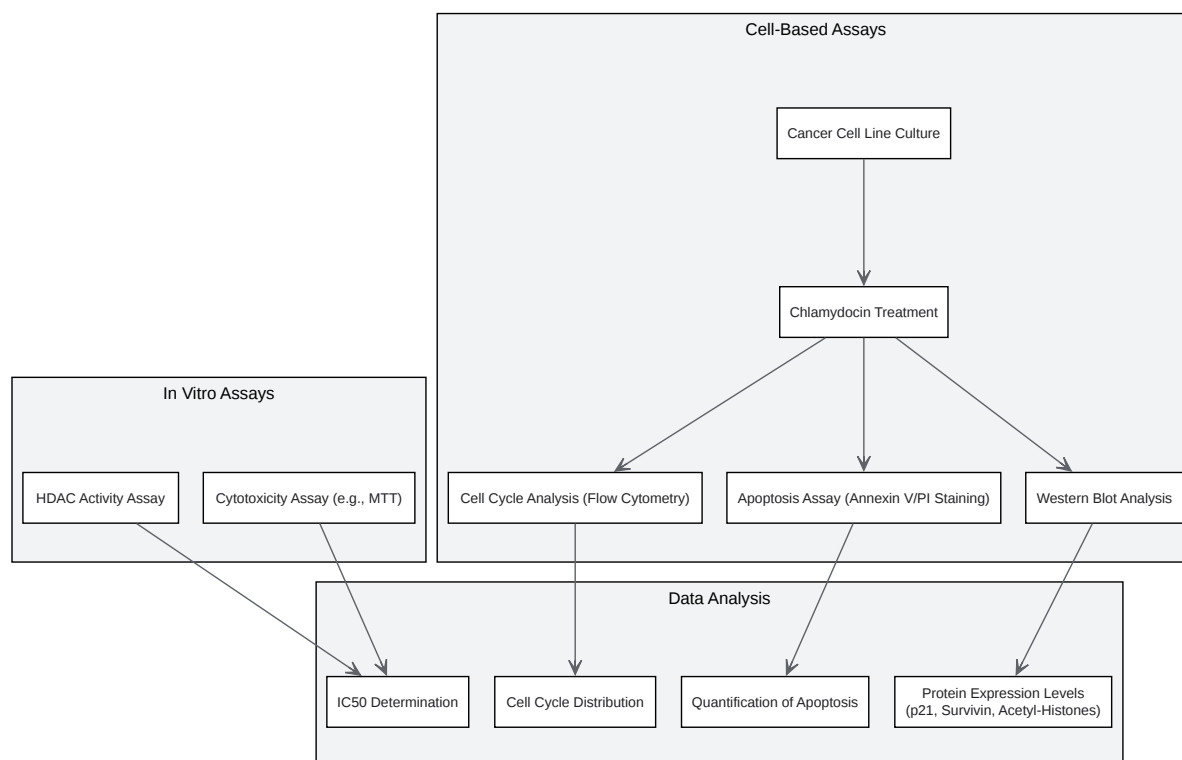 Cell-Based Assays
Cancer Cell Line Culture
Chlamydocin Treatment
In Vitro Assays
HDAC Activity Assay
Cytotoxicity Assay (e.g., MTT)
Cell Cycle Analysis (Flow Cytometry)
Apoptosis Assay (Annexin V/PI Staining)
Western Blot Analysis
Data Analysis
IC50 Determination
Cell Cycle Distribution
Quantification of Apoptosis
Protein Expression Levels
(p21, Survivin, Acetyl-Histones)